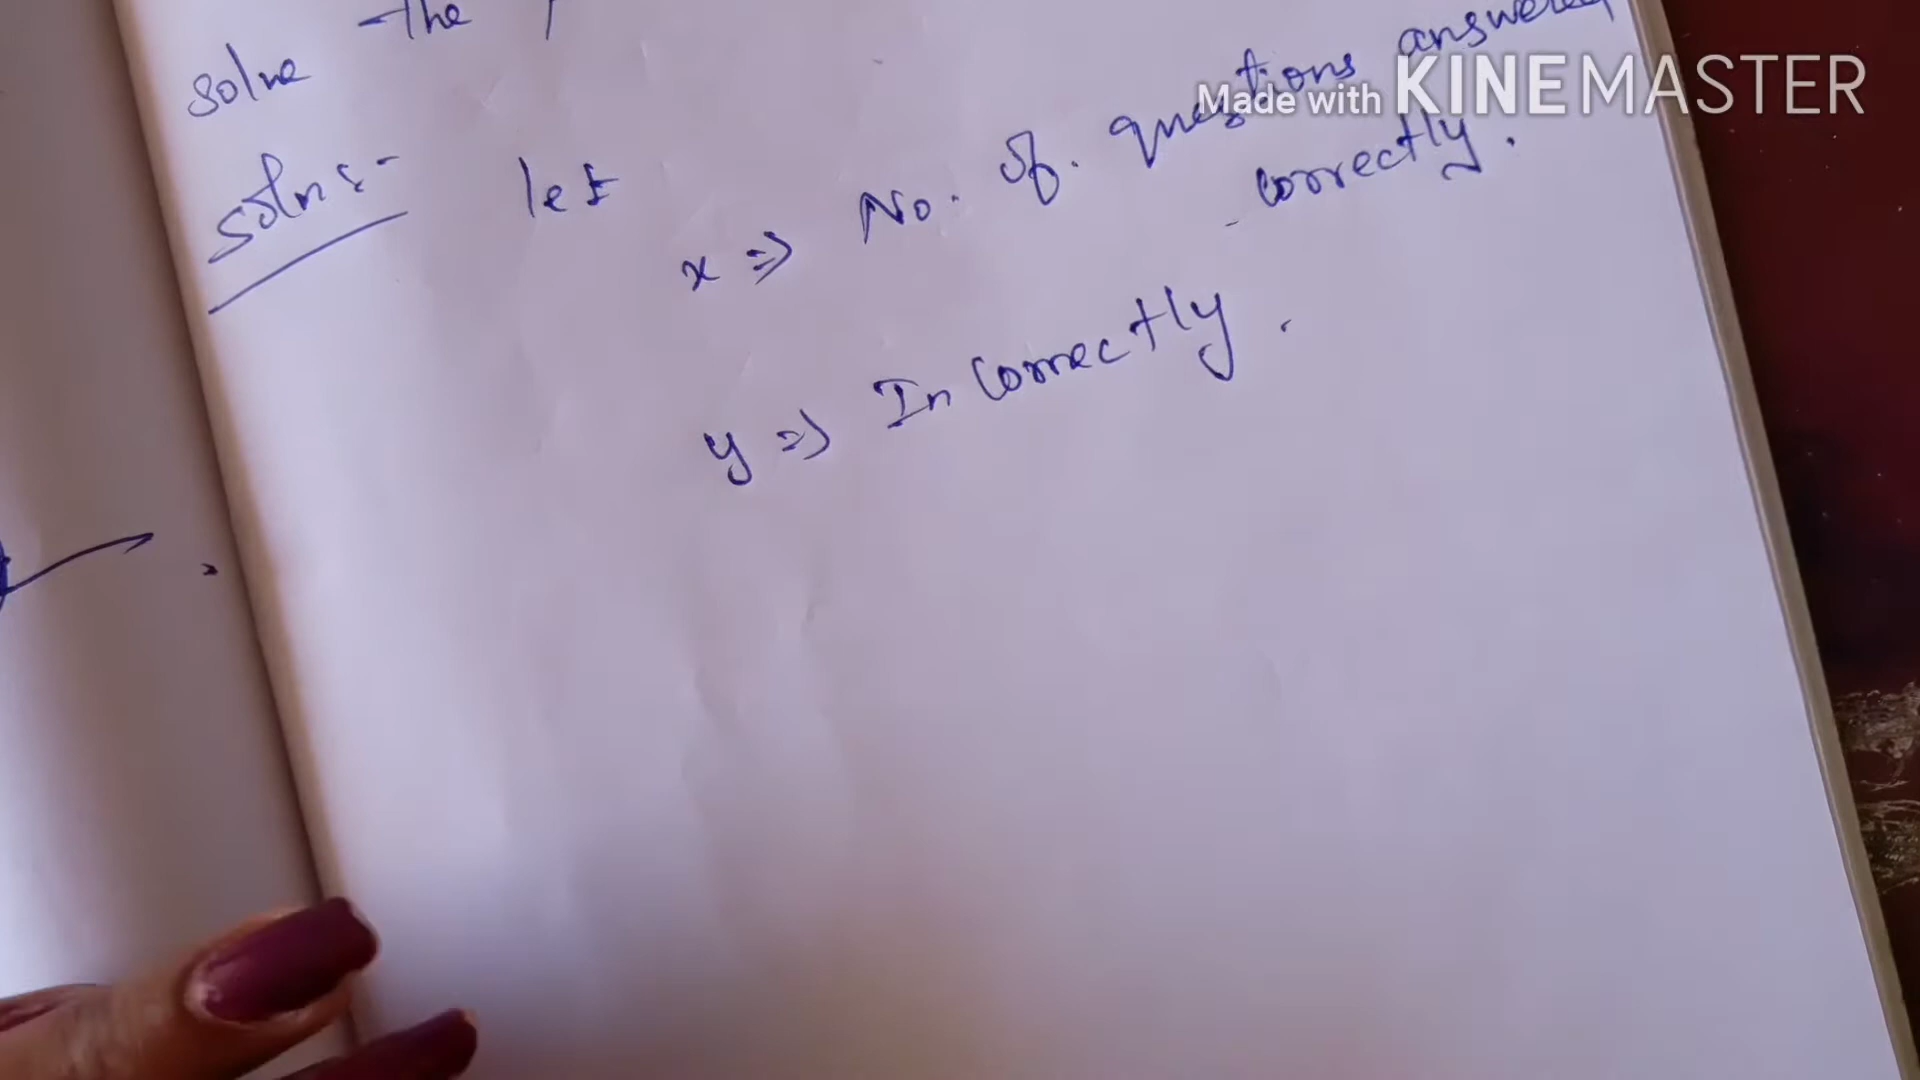 solve the
Made with KINEMASTER
soln :- let
x => No. of. questions answered
correctly.
y => In correctly.